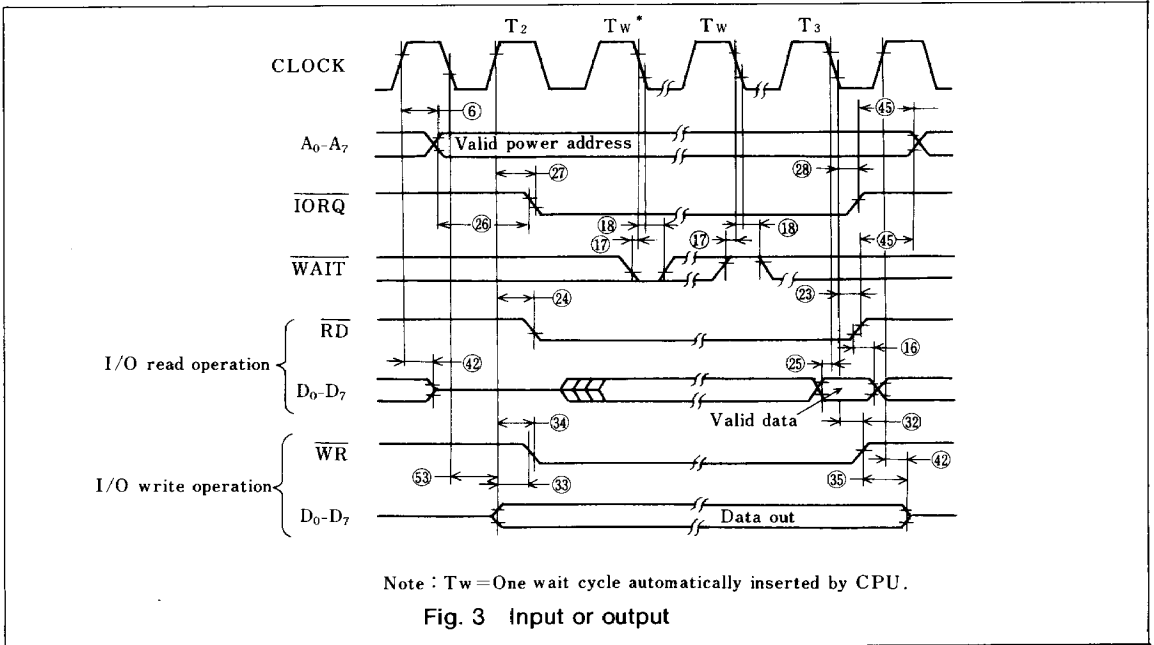 T2 Tw* Tw T3
CLOCK
⑥ ㊺
A0-A7 Valid power address
㉗ ㉘
IORQ
㉖ ⑱ ⑱ ㊺
⑰ ⑰
WAIT
㉔ ㉓
RD
I/O read operation ㊷ ㉕ ⑯
D0-D7
Valid data
㉞ ㉜
WR
㊷
I/O write operation 53 ㉝ ㉟
D0-D7 Data out
Note : Tw=One wait cycle automatically inserted by CPU.
Fig. 3 Input or output